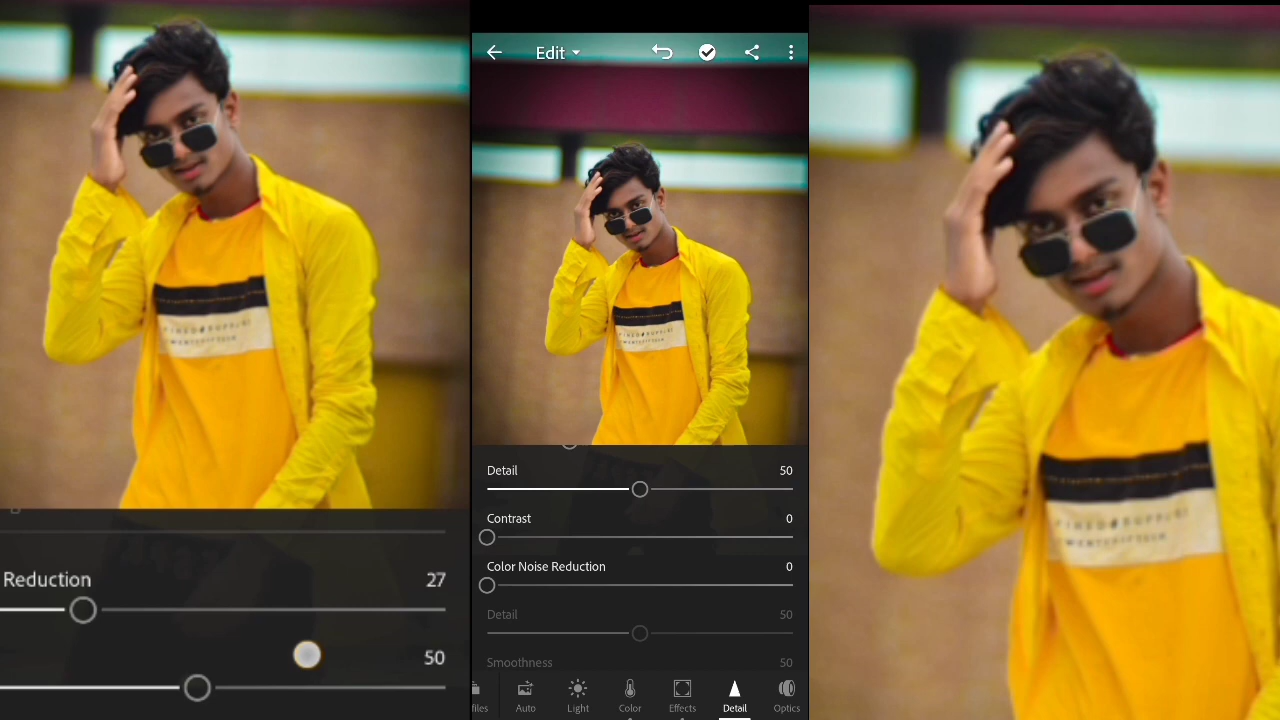 Reduction 27
50
Edit
Detail 50
Contrast 0
Color Noise Reduction 0
Detail 50
Smoothness 50
files
Auto
Light
Color
Effects
Detail
Optics